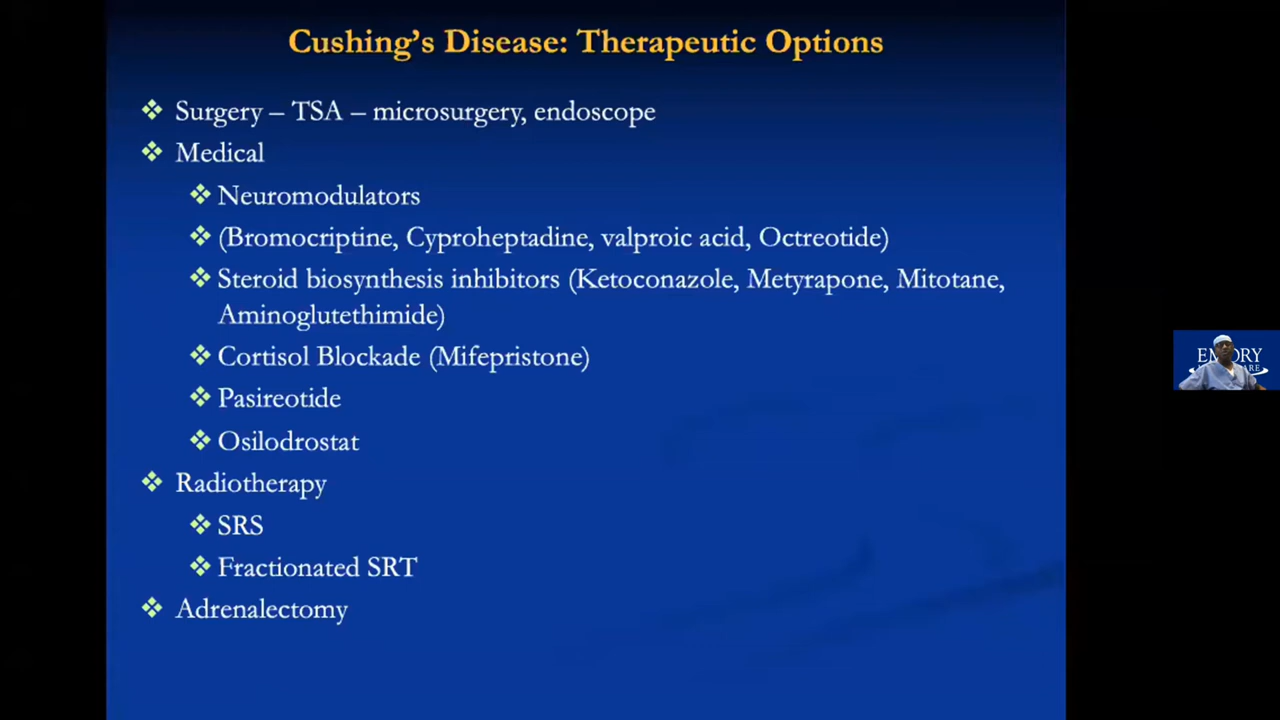 Cushing's Disease: Therapeutic Options
❖ Surgery – TSA – microsurgery, endoscope
❖ Medical
❖ Neuromodulators
❖ (Bromocriptine, Cyproheptadine, valproic acid, Octreotide)
❖ Steroid biosynthesis inhibitors (Ketoconazole, Metyrapone, Mitotane,
Aminoglutethimide)
❖ Cortisol Blockade (Mifepristone)
❖ Pasireotide
❖ Osilodrostat
❖ Radiotherapy
❖ SRS
❖ Fractionated SRT
❖ Adrenalectomy